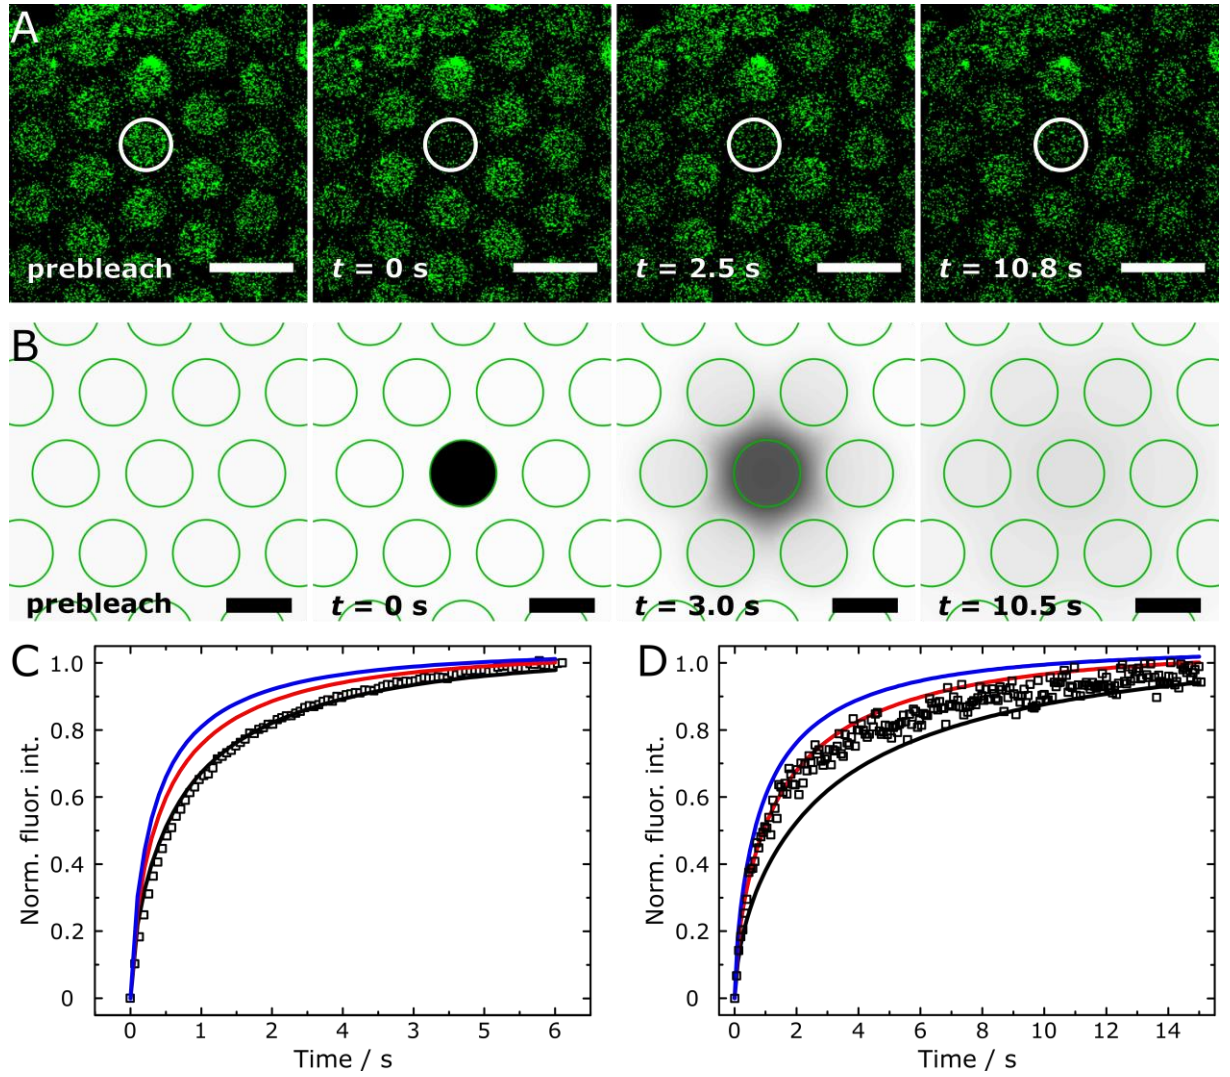 A
prebleach
t = 0 s
t = 2.5 s
t = 10.8 s
B
prebleach
t = 0 s
t = 3.0 s
t = 10.5 s
C
Norm. fluor. int.
1.0
0.8
0.6
0.4
0.2
0
0 1 2 4 3 5 6
Time / s
D
Norm. fluor. int.
1.0
0.8
0.6
0.4
0.2
0
0 2 4 6 8 10 12 14
Time / s